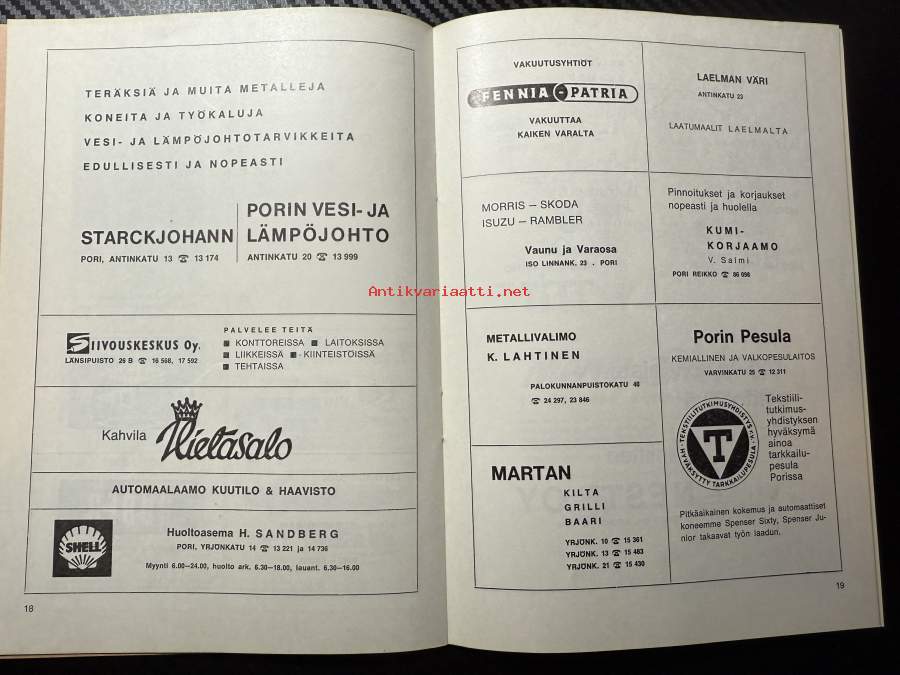 TERÄKSIÄ JA MUITA METALLEJA
KONEITA JA TYÖKALUJA
VESI- JA LÄMPÖJOHTOTARVIKKEITA
EDULLISESTI JA NOPEASTI
STARCKJOHANN
PORI, ANTINKATU 13 ☎ 13 174
PORIN VESI- JA
LÄMPÖJOHTO
ANTINKATU 20 ☎ 13 999
SIIVOUSKESKUS Oy.
LÄNSIPUISTO 26 B ☎ 16 568, 17 592
PALVELEE TEITÄ
■ KONTTOREISSA ■ LAITOKSISSA
■ LIIKKEISSÄ ■ KIINTEISTÖISSÄ
■ TEHTAISSA
Kahvila Hietasalo
AUTOMAALAAMO KUUTILO & HAAVISTO
SHELL
Huoltoasema H. SANDBERG
PORI, YRJÖNKATU 14 ☎ 13 221 ja 14 736
Myynti 6.00—24.00, huolto ark. 6.30—18.00, lauant. 6.30—16.00
18
VAKUUTUSYHTIÖT
FENNIA-PATRIA
VAKUUTTAA
KAIKEN VARALTA
LAELMAN VÄRI
ANTINKATU 23
LAATUMAALIT LAELMALTA
MORRIS — SKODA
ISUZU — RAMBLER
Vaunu ja Varaosa
ISO LINNANK. 23 . PORI
Pinnoitukset ja korjaukset
nopeasti ja huolella
KUMI-
KORJAAMO
V. Salmi
PORI REIKKO ☎ 86 098
Antikvariaatti.net
METALLIVALIMO
K. LAHTINEN
PALOKUNNANPUISTOKATU 40
☎ 24 297, 23 846
Porin Pesula
KEMIALLINEN JA VALKOPESULAITOS
VARVINKATU 25 ☎ 12 311
TEKSTIILITUTKIMUSYHDISTYS r.y.
HYVÄKSYTTY TARKKAILUPESULA
T
Tekstiili-
tutkimus-
yhdistyksen
hyväksymä
ainoa
tarkkailu-
pesula
Porissa
Pitkäaikainen kokemus ja automaattiset
koneemme Spenser Sixty, Spenser Ju-
nior takaavat työn laadun.
MARTAN
KILTA
GRILLI
BAARI
YRJÖNK. 10 ☎ 15 361
YRJÖNK. 13 ☎ 15 483
YRJÖNK. 21 ☎ 15 430
19